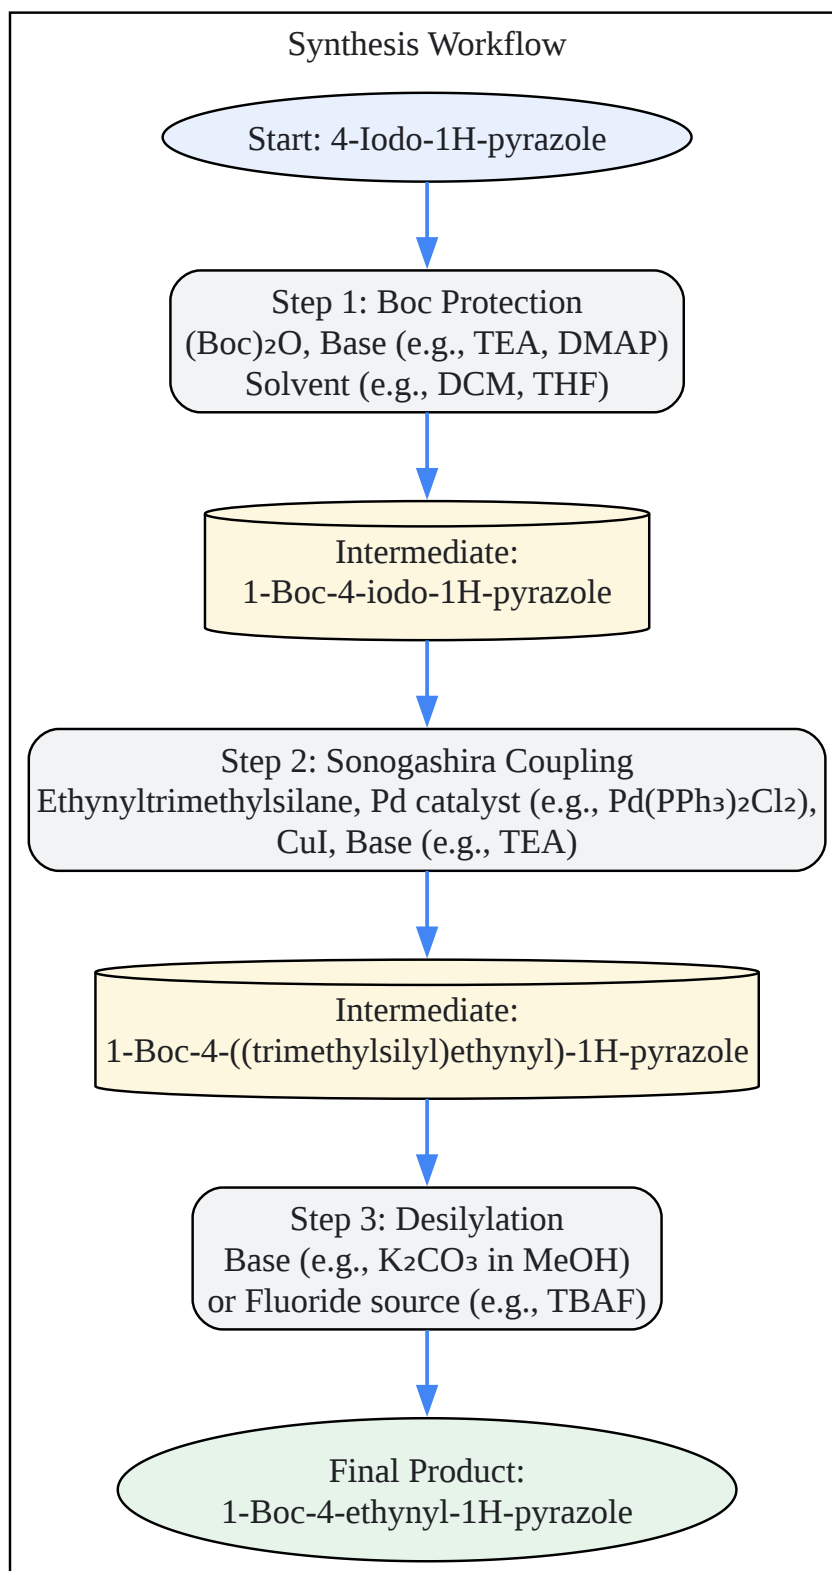 Synthesis Workflow
Start: 4-Iodo-1H-pyrazole
Step 1: Boc Protection
(Boc)₂O, Base (e.g., TEA, DMAP)
Solvent (e.g., DCM, THF)
Intermediate:
1-Boc-4-iodo-1H-pyrazole
Step 2: Sonogashira Coupling
Ethynyltrimethylsilane, Pd catalyst (e.g., Pd(PPh₃)₂Cl₂),
CuI, Base (e.g., TEA)
Intermediate:
1-Boc-4-((trimethylsilyl)ethynyl)-1H-pyrazole
Step 3: Desilylation
Base (e.g., K₂CO₃ in MeOH)
or Fluoride source (e.g., TBAF)
Final Product:
1-Boc-4-ethynyl-1H-pyrazole